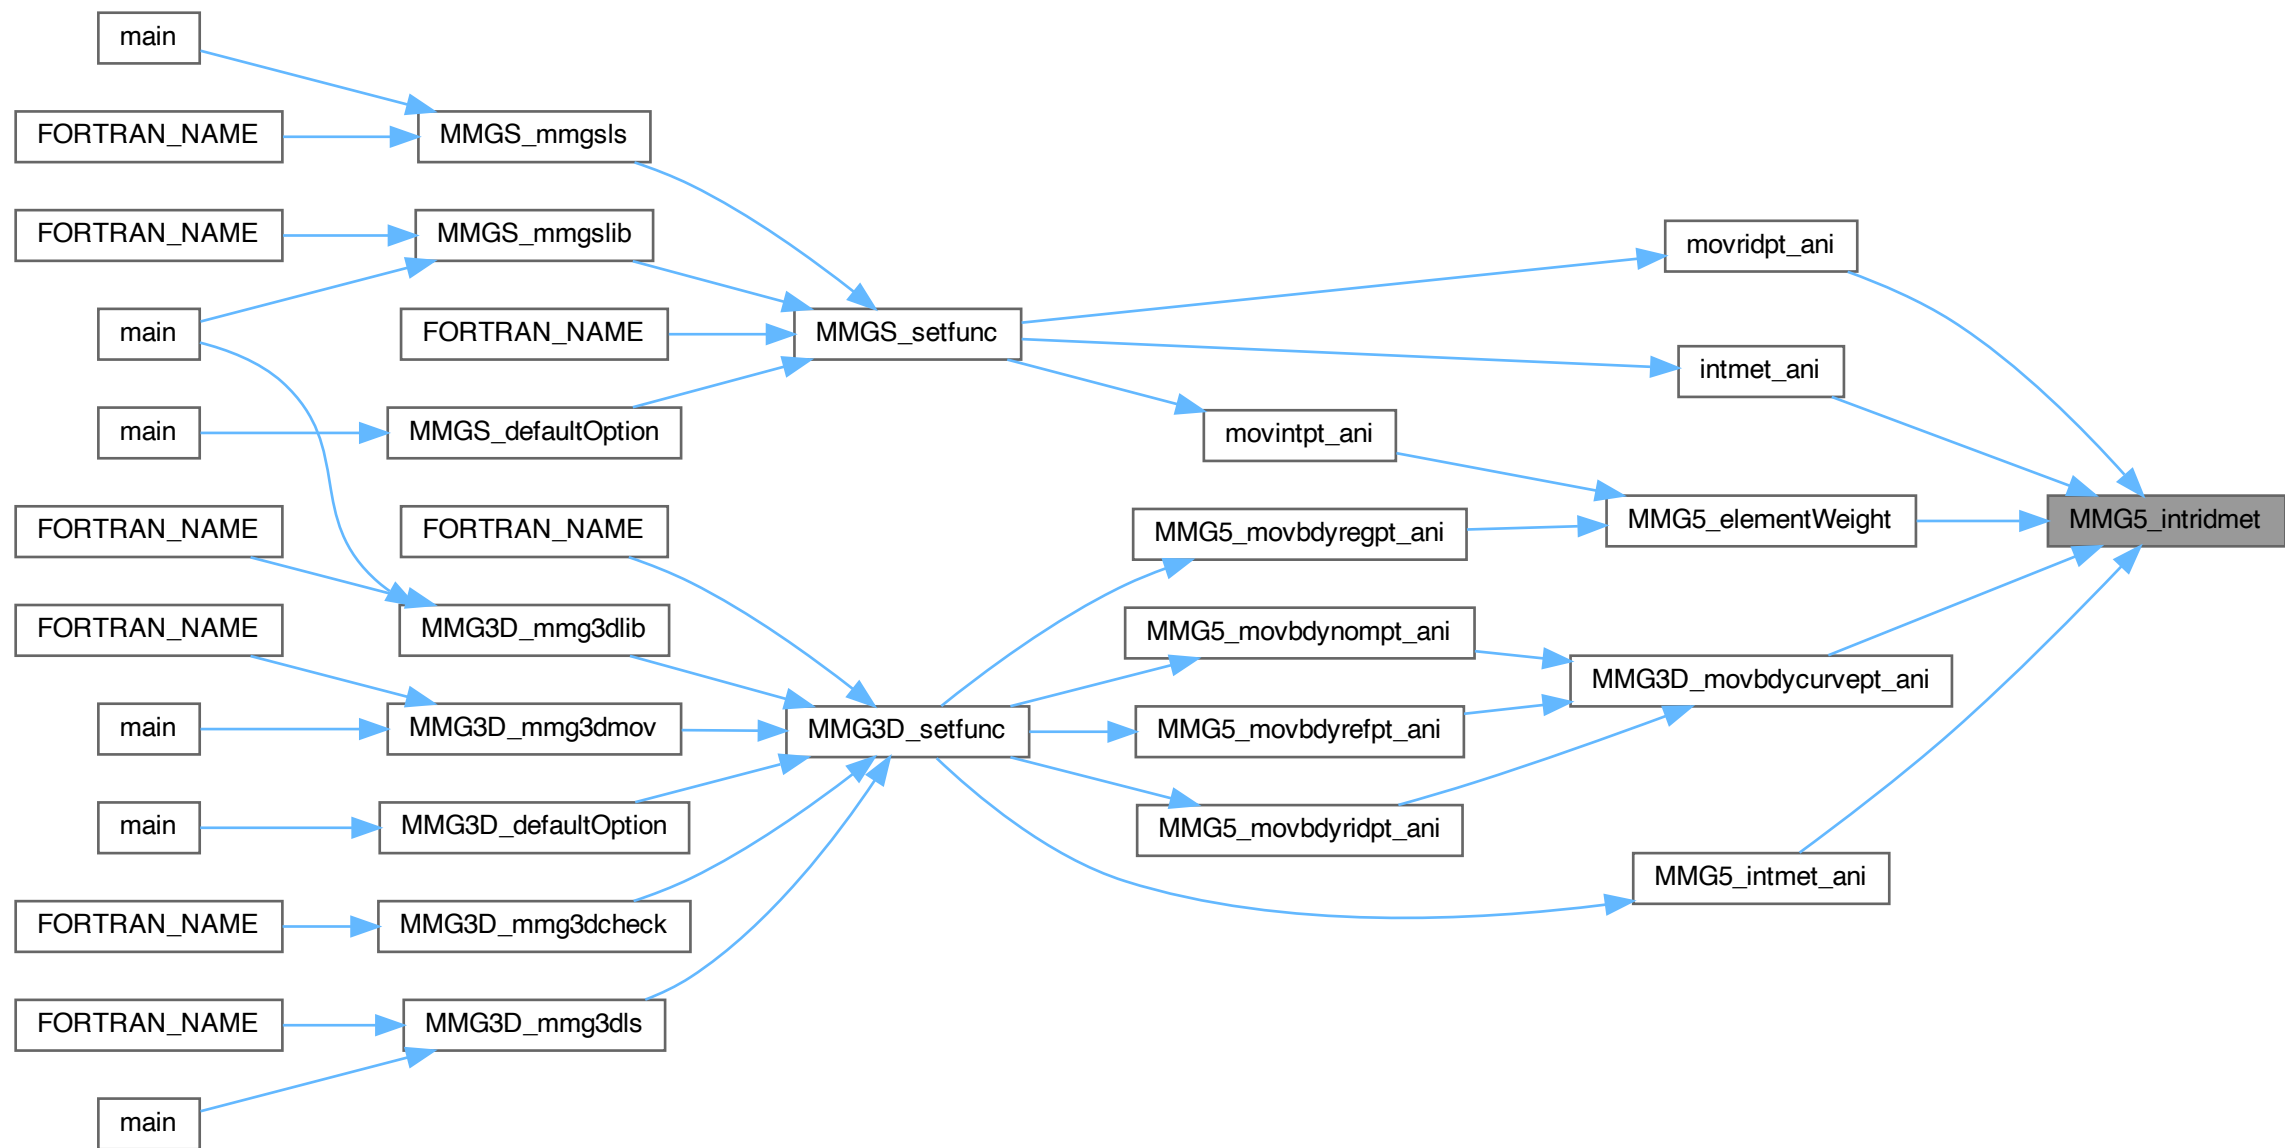 main
FORTRAN_NAME
MMGS_mmgsls
FORTRAN_NAME
MMGS_mmgslib
movridpt_ani
main
FORTRAN_NAME
MMGS_setfunc
intmet_ani
main
MMGS_defaultOption
movintpt_ani
FORTRAN_NAME
FORTRAN_NAME
MMG5_movbdyregpt_ani
MMG5_elementWeight
MMG5_intridmet
FORTRAN_NAME
MMG3D_mmg3dlib
MMG5_movbdynompt_ani
MMG3D_movbdycurvept_ani
main
MMG3D_mmg3dmov
MMG3D_setfunc
MMG5_movbdyrefpt_ani
main
MMG3D_defaultOption
MMG5_movbdyridpt_ani
MMG5_intmet_ani
FORTRAN_NAME
MMG3D_mmg3dcheck
FORTRAN_NAME
MMG3D_mmg3dls
main